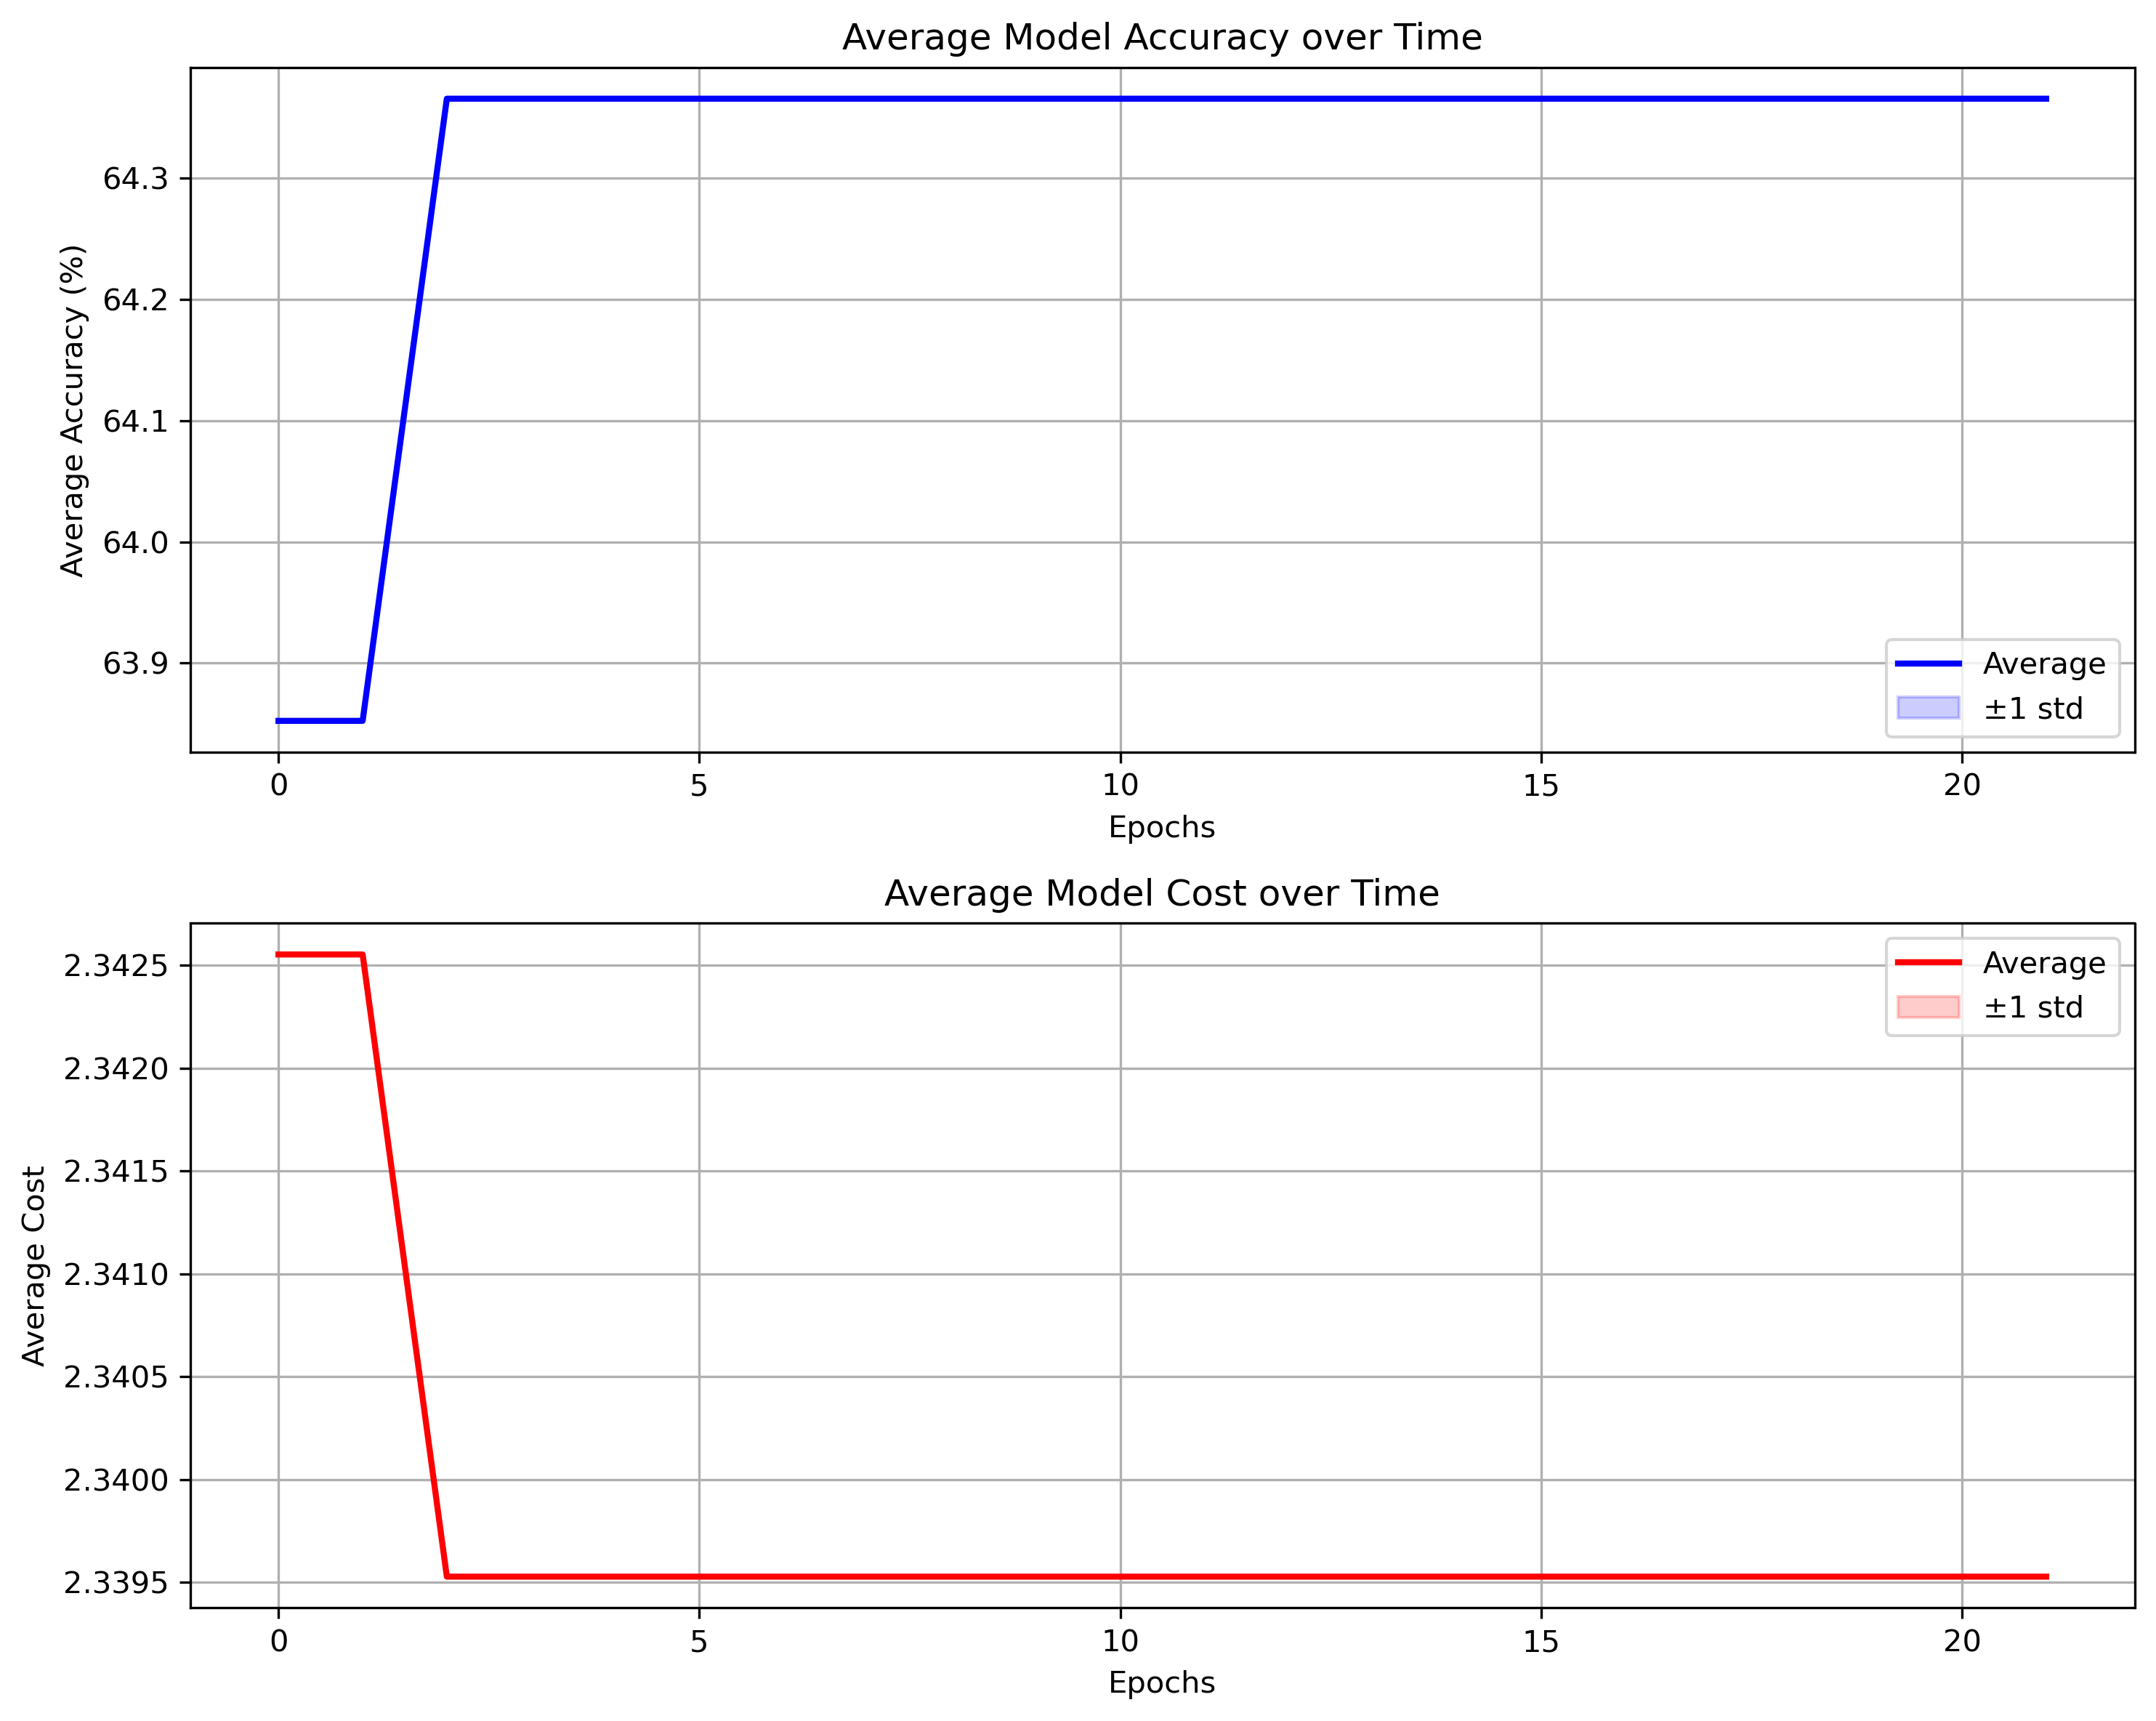 Average Model Accuracy over Time
Average Accuracy (%)
64.3
64.2
64.1
64.0
63.9
Average
±1 std
0 5 10 15 20
Epochs
Average Model Cost over Time
Average Cost
2.3425
2.3420
2.3415
2.3410
2.3405
2.3400
2.3395
Average
±1 std
0 5 10 15 20
Epochs